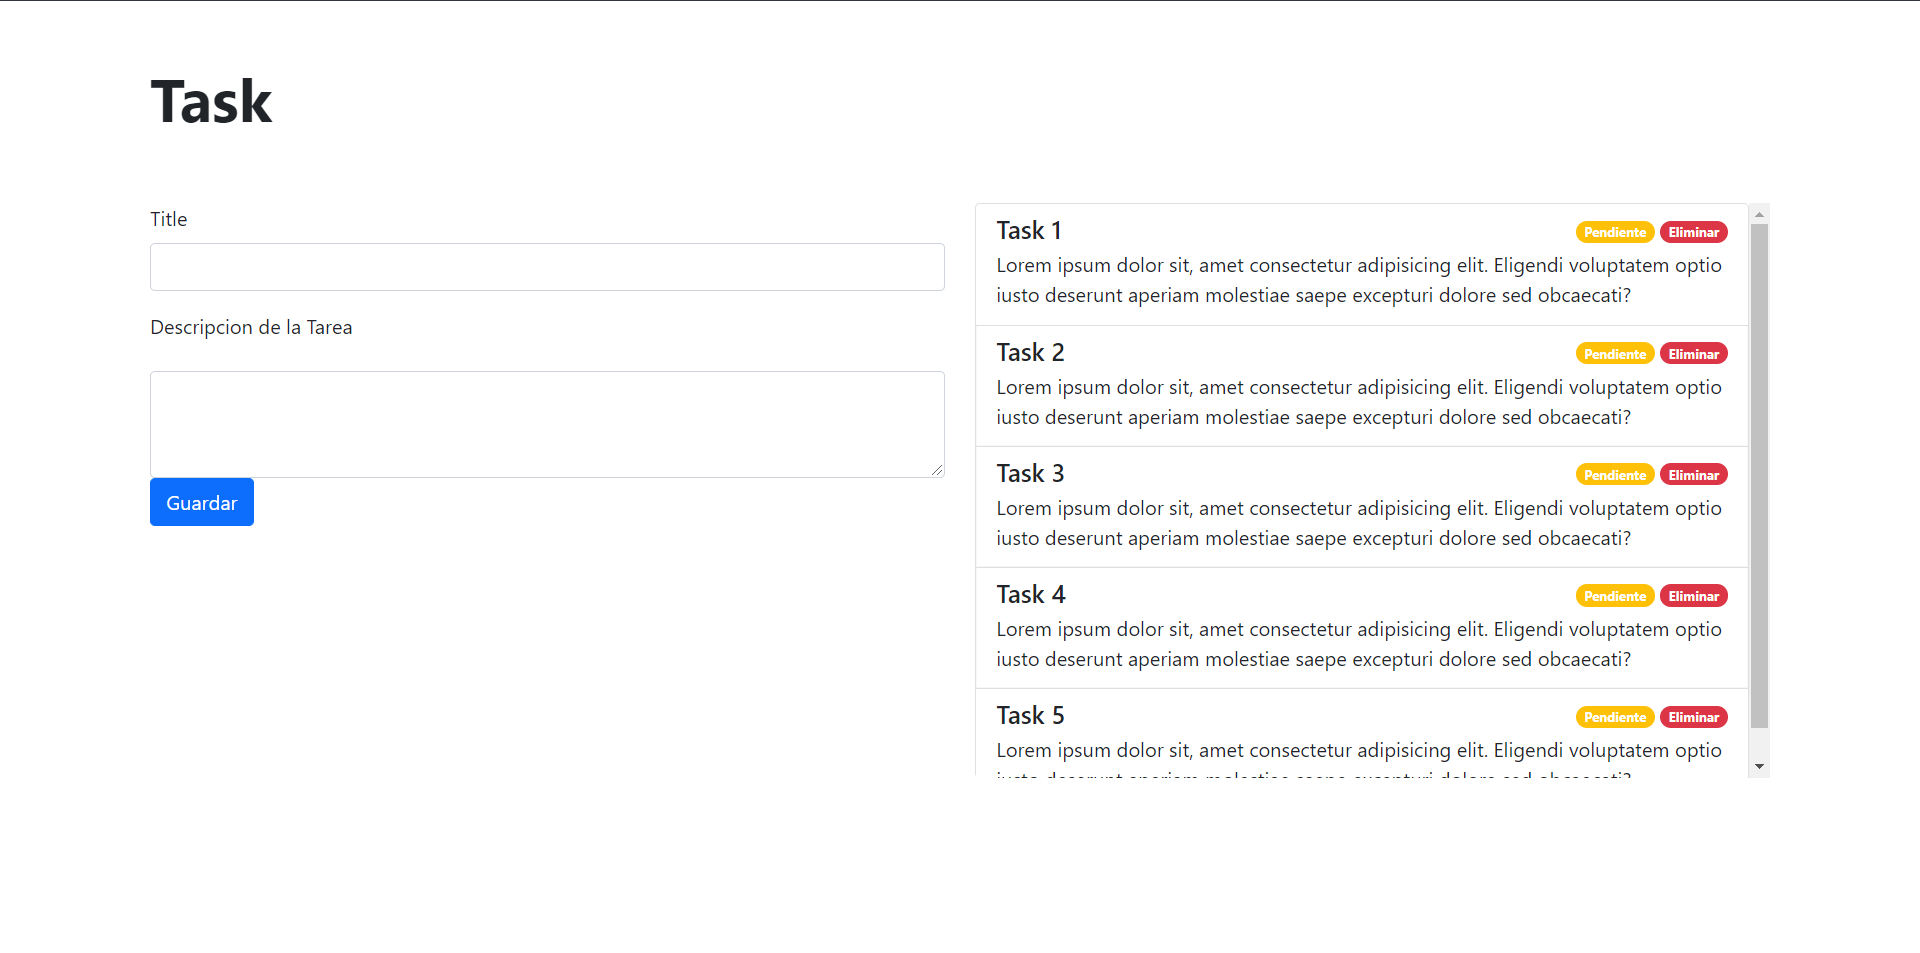 Task
Title
Descripcion de la Tarea
Guardar
Task 1
Pendiente Eliminar
Lorem ipsum dolor sit, amet consectetur adipisicing elit. Eligendi voluptatem optio
iusto deserunt aperiam molestiae saepe excepturi dolore sed obcaecati?
Task 2
Pendiente Eliminar
Lorem ipsum dolor sit, amet consectetur adipisicing elit. Eligendi voluptatem optio
iusto deserunt aperiam molestiae saepe excepturi dolore sed obcaecati?
Task 3
Pendiente Eliminar
Lorem ipsum dolor sit, amet consectetur adipisicing elit. Eligendi voluptatem optio
iusto deserunt aperiam molestiae saepe excepturi dolore sed obcaecati?
Task 4
Pendiente Eliminar
Lorem ipsum dolor sit, amet consectetur adipisicing elit. Eligendi voluptatem optio
iusto deserunt aperiam molestiae saepe excepturi dolore sed obcaecati?
Task 5
Pendiente Eliminar
Lorem ipsum dolor sit, amet consectetur adipisicing elit. Eligendi voluptatem optio